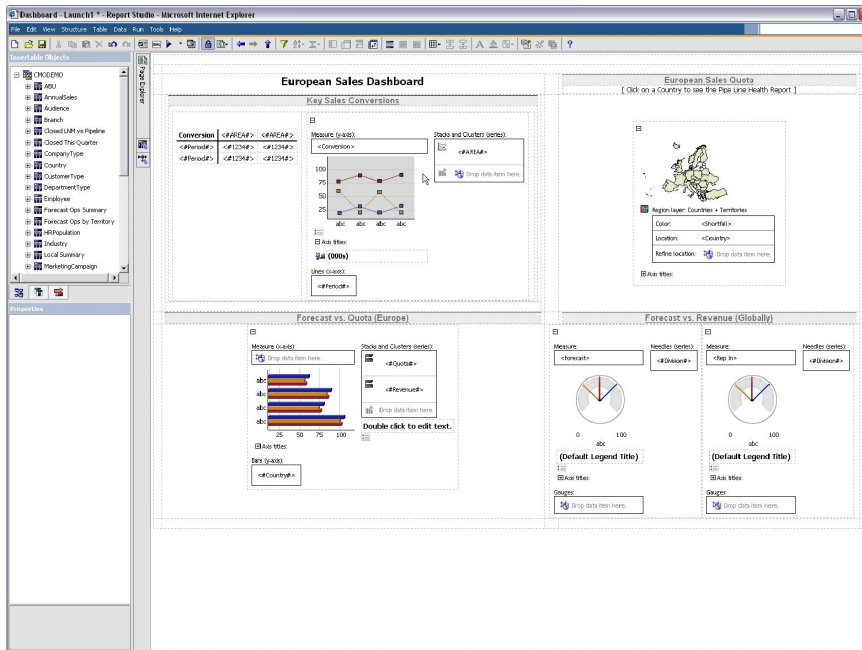 Dashboard - Launch1 * - Report Studio - Microsoft Internet Explorer
File Edit View Structure Table Data Run Tools Help
Insertable Objects
CMODEMO
ABU
AnnualSales
Audience
Branch
Closed LNM vs Pipeline
Closed This Quarter
CompanyType
Country
CustomerType
DepartmentType
Employee
Forecast Ops Summary
Forecast Ops by Territory
HRPopulation
Industry
Local Summary
MarketingCampaign
Properties
Page Explorer
European Sales Dashboard
Key Sales Conversions
Conversion <#AREA#> <#AREA#>
<#Period#> <#1234#> <#1234#>
<#Period#> <#1234#> <#1234#>
Measure (y-axis):
<Conversion>
Stacks and Clusters (series):
<#AREA#>
Drop data item here.
100
75
50
25
abc abc abc abc
Axis titles:
(000s)
Lines (x-axis):
<#Period#>
European Sales Quota
[ Click on a Country to see the Pipe Line Health Report ]
Region layer: Countries + Territories
Color: <Shortfall>
Location: <Country>
Refine location: Drop data item here.
Axis titles:
Forecast vs. Quota (Europe)
Measure (x-axis):
Drop data item here.
Stacks and Clusters (series):
<#Quota#>
<#Revenue#>
Drop data item here.
abc
abc
abc
abc
25 50 75 100
Double click to edit text.
Axis titles:
Bars (y-axis):
<#Country#>
Forecast vs. Revenue (Globally)
Measure:
<forecast>
Needles (series):
<#Division#>
0 100
abc
(Default Legend Title)
Axis titles:
Gauges:
Drop data item here.
Measure:
<Rep In>
Needles (series):
<#Division#>
0 100
abc
(Default Legend Title)
Axis titles:
Gauges:
Drop data item here.